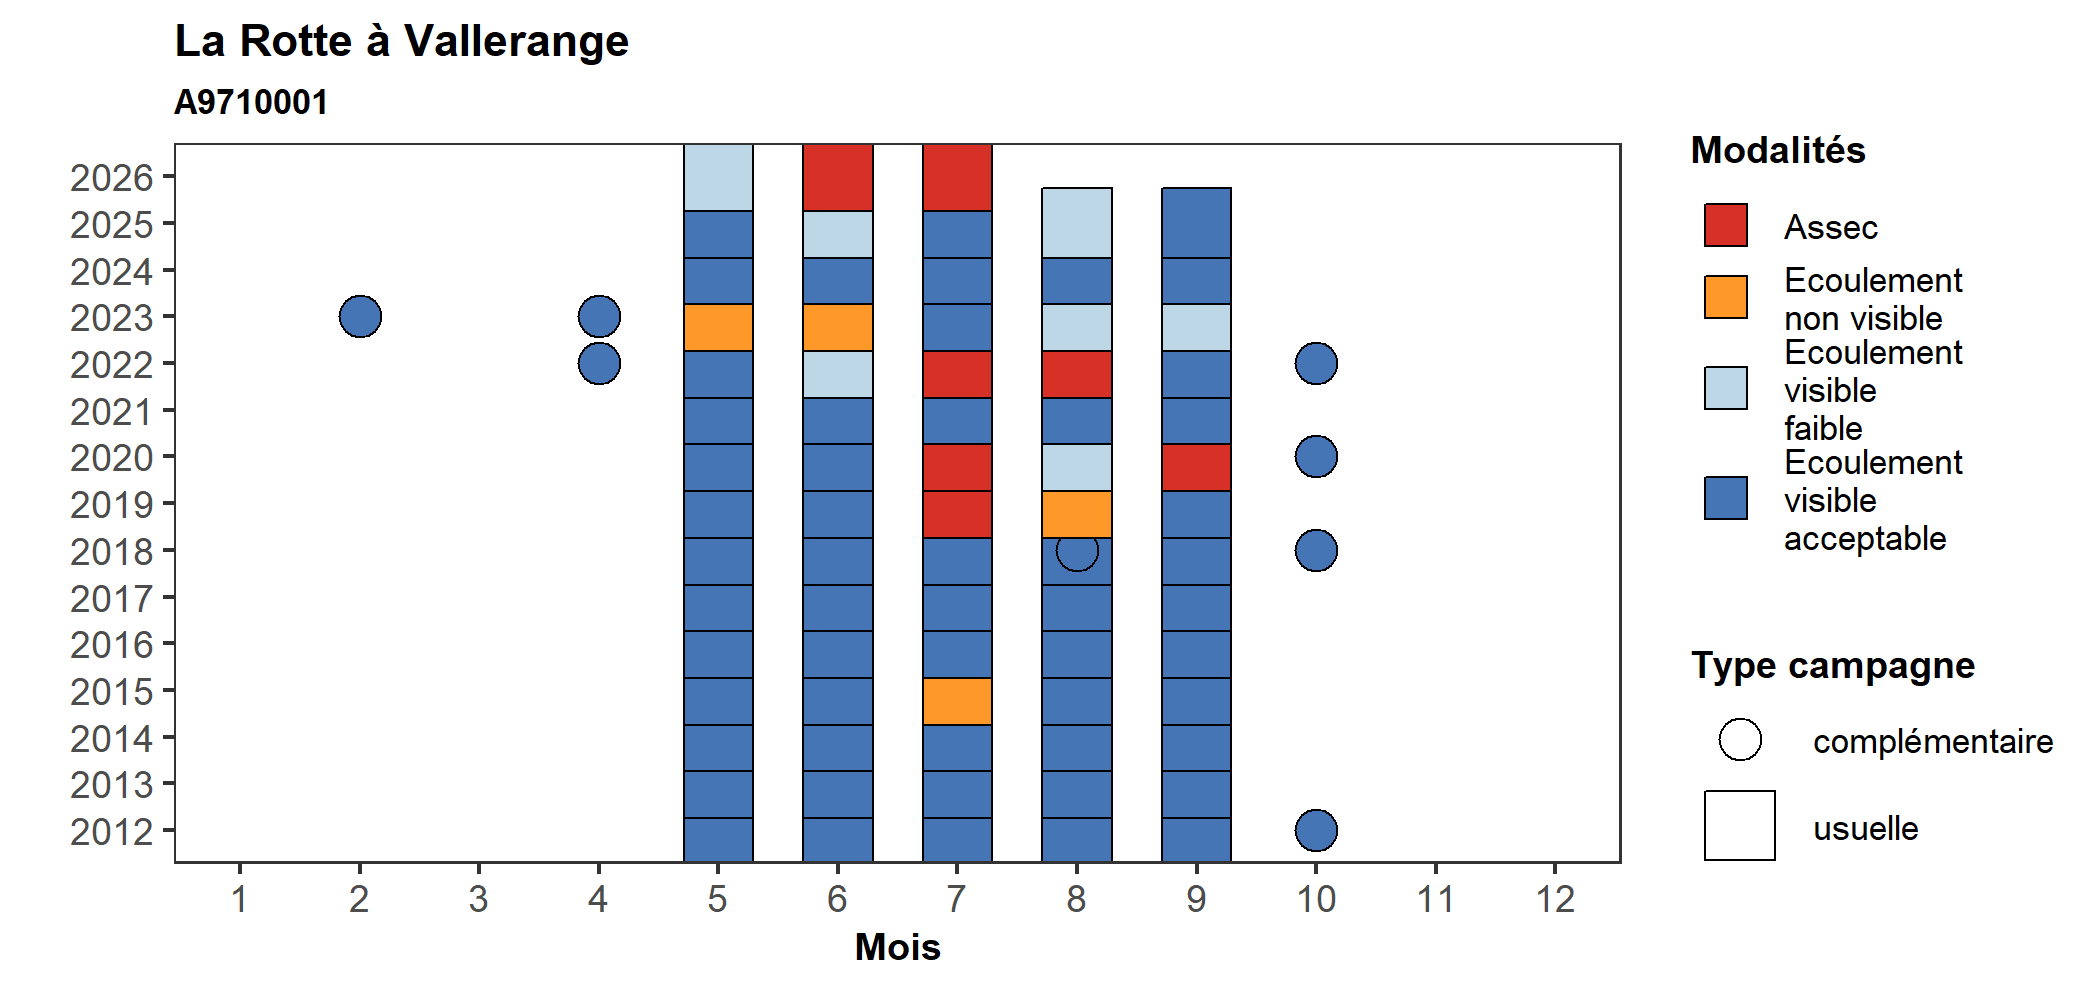 La Rotte à Vallerange
A9710001
2026
2025
2024
2023
2022
2021
2020
2019
2018
2017
2016
2015
2014
2013
2012
1 2 3 4 5 6 7 8 9 10 11 12
Mois
Modalités
Assec
Ecoulement
non visible
Ecoulement
visible
faible
Ecoulement
visible
acceptable
Type campagne
complémentaire
usuelle